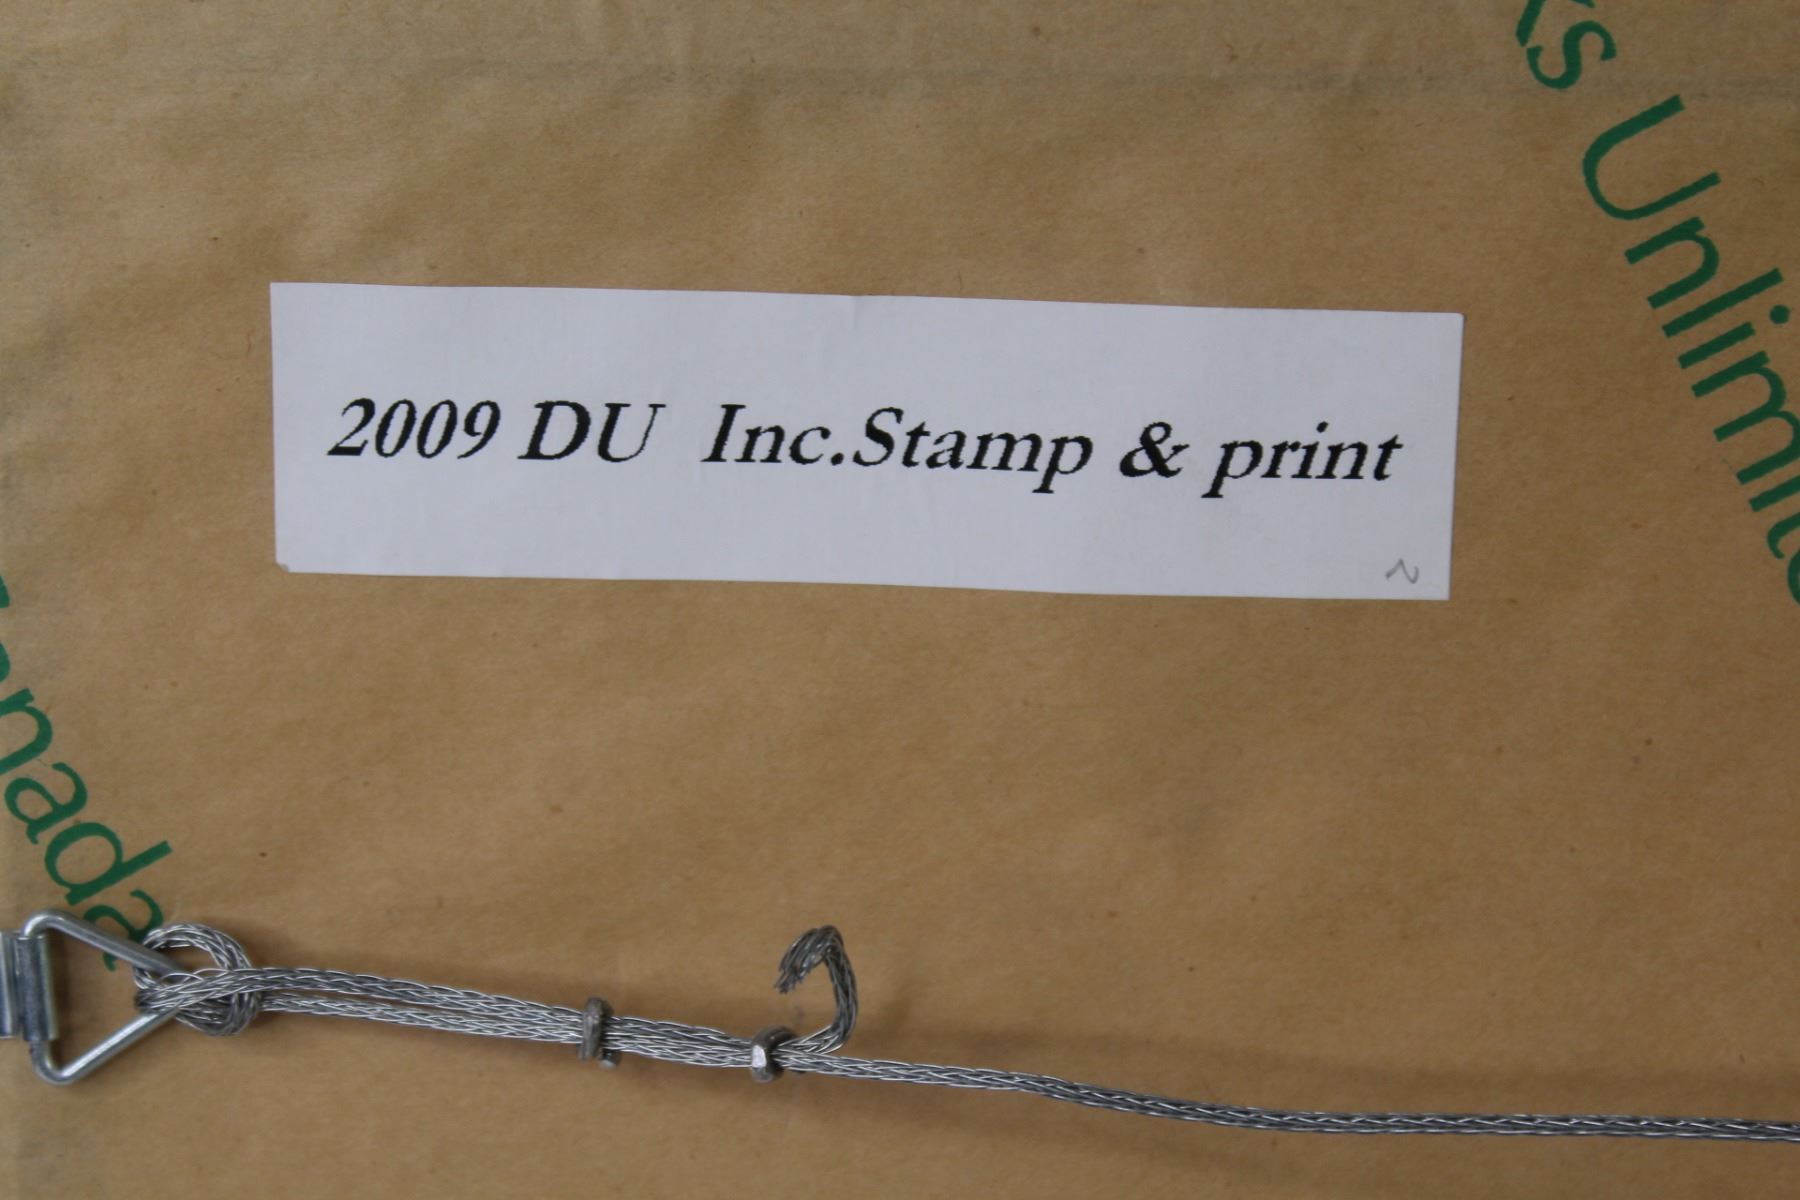 ks Unlimite
2009 DU Inc.Stamp & print
N
anada